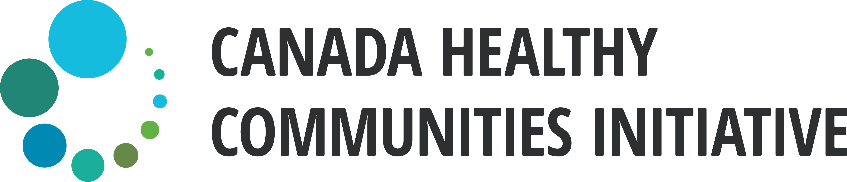 CANADA HEALTHY
COMMUNITIES INITIATIVE